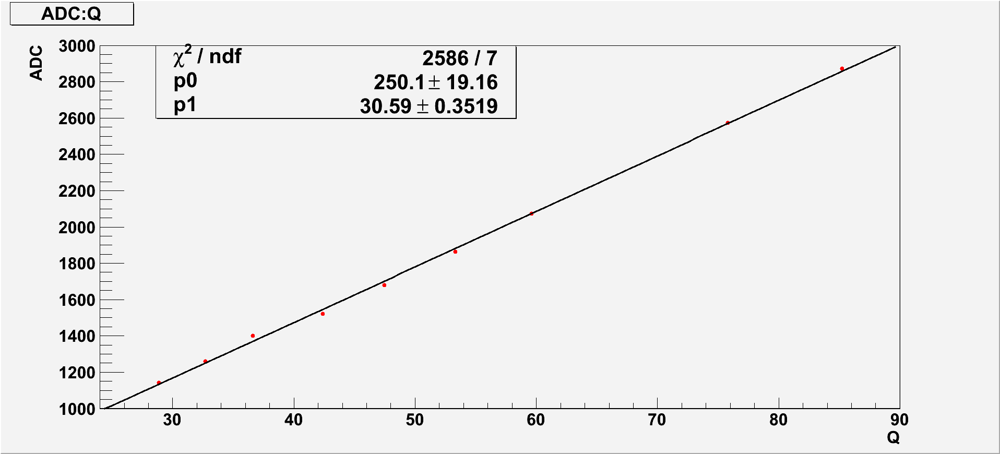 ADC:Q
ADC
χ2 / ndf 2586 / 7
p0 250.1 ± 19.16
p1 30.59 ± 0.3519
3000
2800
2600
2400
2200
2000
1800
1600
1400
1200
1000
30 40 50 60 70 80 90
Q